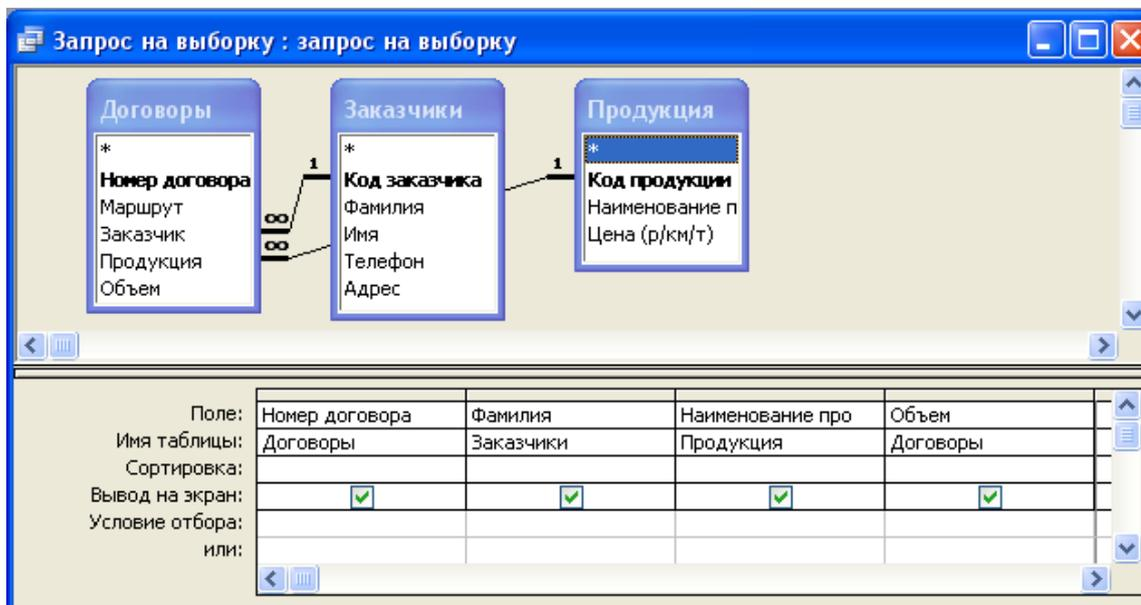 Запрос на выборку : запрос на выборку
Договоры
*
Номер договора
Маршрут
Заказчик
Продукция
Объем
1
∞
∞
Заказчики
*
Код заказчика
Фамилия
Имя
Телефон
Адрес
1
Продукция
*
Код продукции
Наименование п
Цена (р/км/т)
Поле: Номер договора Фамилия Наименование про Объем
Имя таблицы: Договоры Заказчики Продукция Договоры
Сортировка:
Вывод на экран:
Условие отбора:
или: